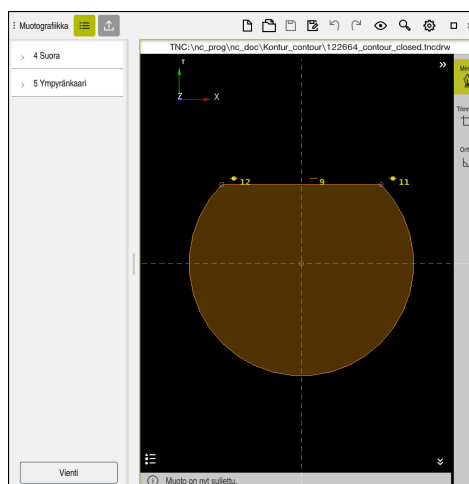 Muotografiikka
TNC:\nc_prog\nc_doc\Kontur_contour\122664_contour_closed.tncdrw
4 Suora
5 Ympyränkaari
Y
Z X
12 9 11
Vienti
Muoto on nyt suljettu.